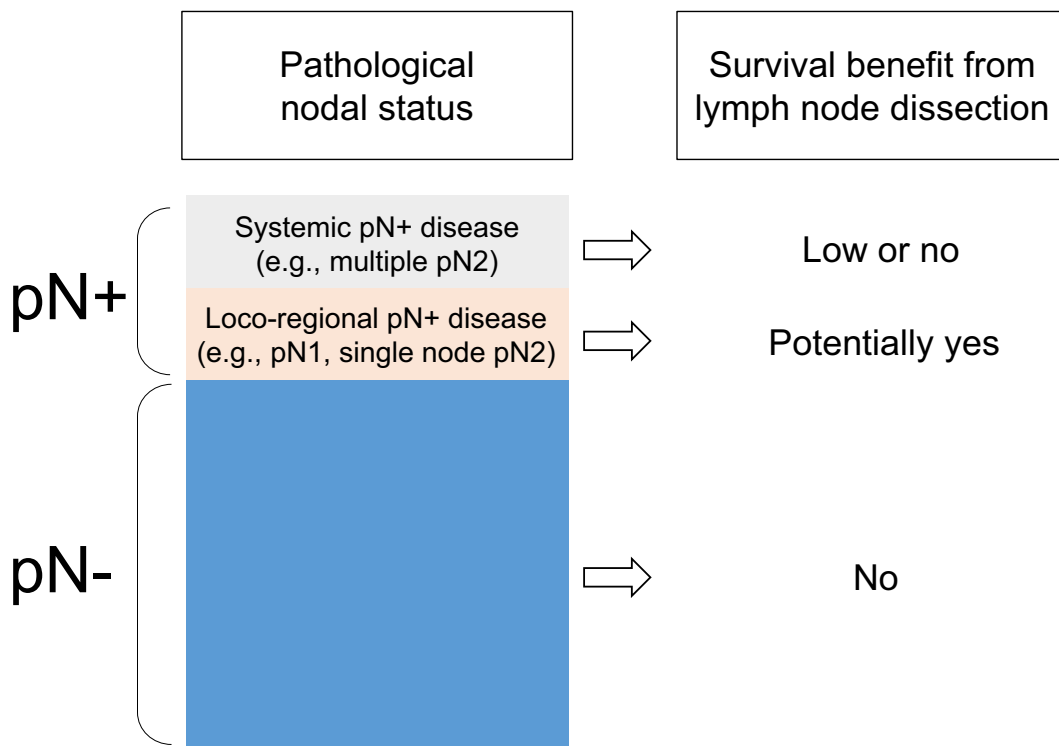 Pathological
nodal status
Survival benefit from
lymph node dissection
pN+
Systemic pN+ disease
(e.g., multiple pN2)
Low or no
Loco-regional pN+ disease
(e.g., pN1, single node pN2)
Potentially yes
pN-
No